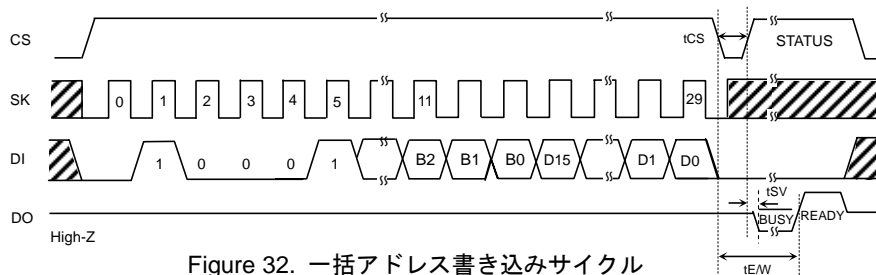 CS tCS STATUS
SK 0 1 2 3 4 5 11 29
DI 1 0 0 0 1 B2 B1 B0 D15 D1 D0
tSV
DO BUSY READY
High-Z
tE/W
Figure 32. 一括アドレス書き込みサイクル